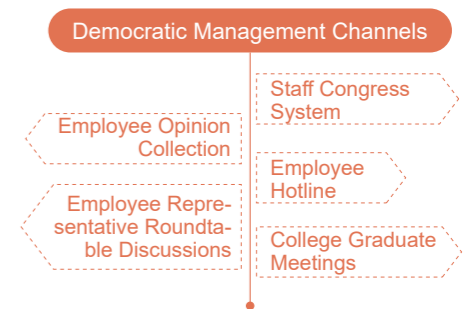 Democratic Management Channels
Staff Congress
System
Employee Opinion
Collection
Employee
Hotline
Employee Repre-
sentative Roundta-
ble Discussions
College Graduate
Meetings